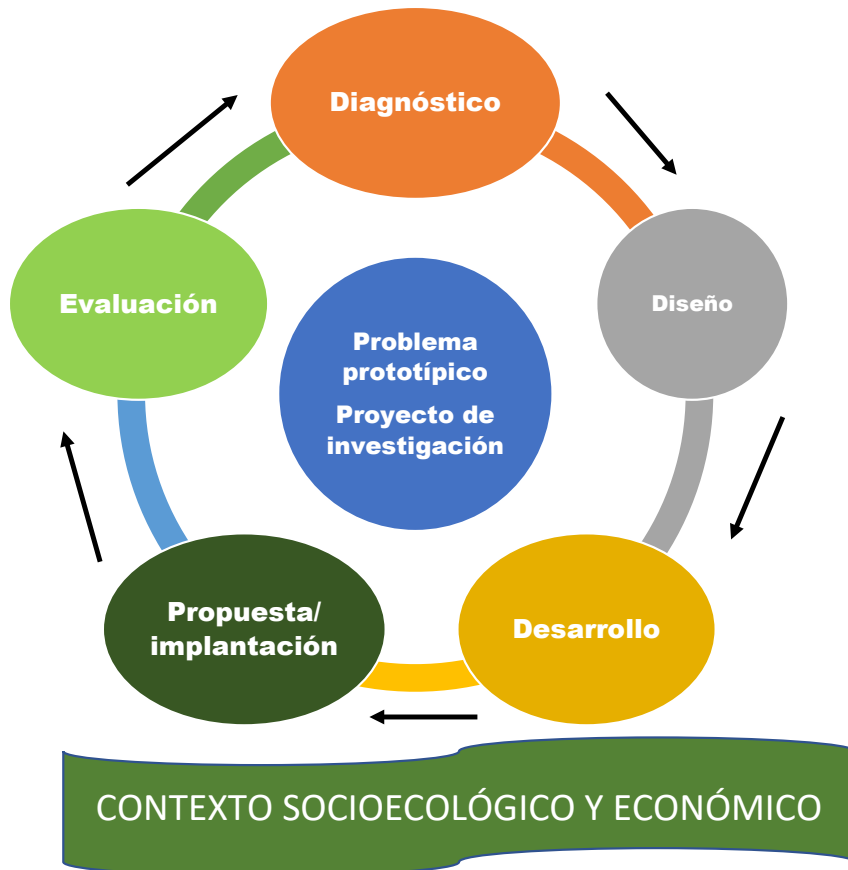 Diagnóstico
Diseño
Desarrollo
Propuesta/
implantación
Evaluación
Problema
prototípico
Proyecto de
investigación
CONTEXTO SOCIOECOLÓGICO Y ECONÓMICO